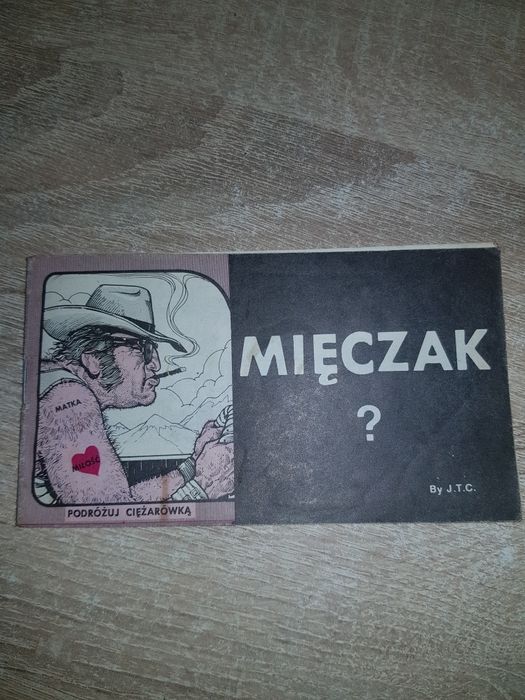 MIĘCZAK
?
By J.T.C.
MATKA
MIŁOŚĆ
PODRÓŻUJ CIĘŻARÓWKĄ